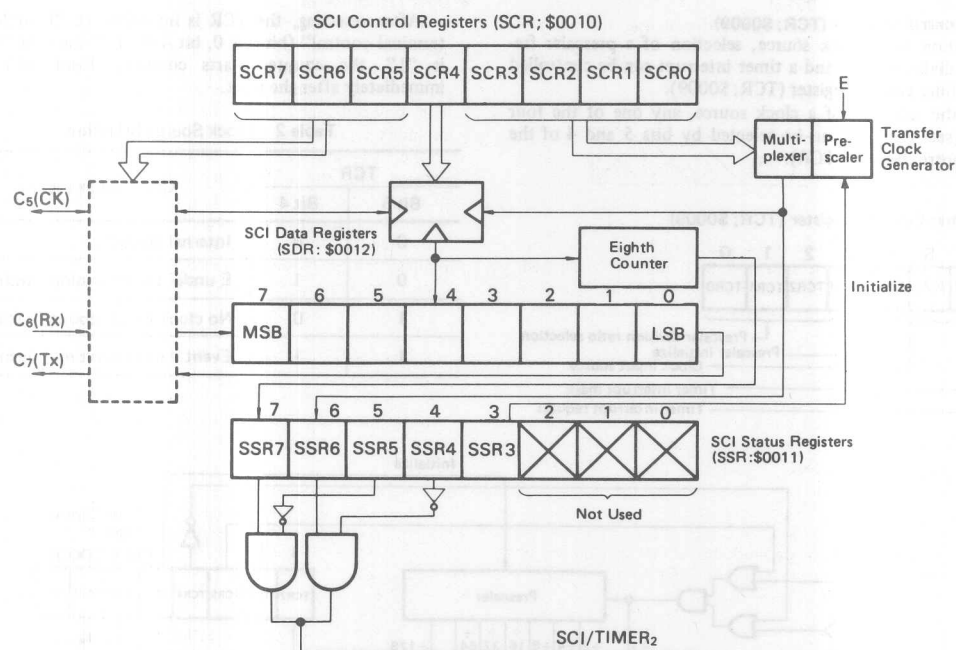 SCI Control Registers (SCR; $0010)
SCR7 SCR6 SCR5 SCR4 SCR3 SCR2 SCR1 SCR0
E
Multi-
plexer
Pre-
scaler
Transfer
Clock
Generator
C5(CK)
SCI Data Registers
(SDR: $0012)
Eighth
Counter
Initialize
7 6 5 4 3 2 1 0
MSB LSB
C6(Rx)
C7(Tx)
7 6 5 4 3 2 1 0
SSR7 SSR6 SSR5 SSR4 SSR3
SCI Status Registers
(SSR:$0011)
Not Used
SCI/TIMER2